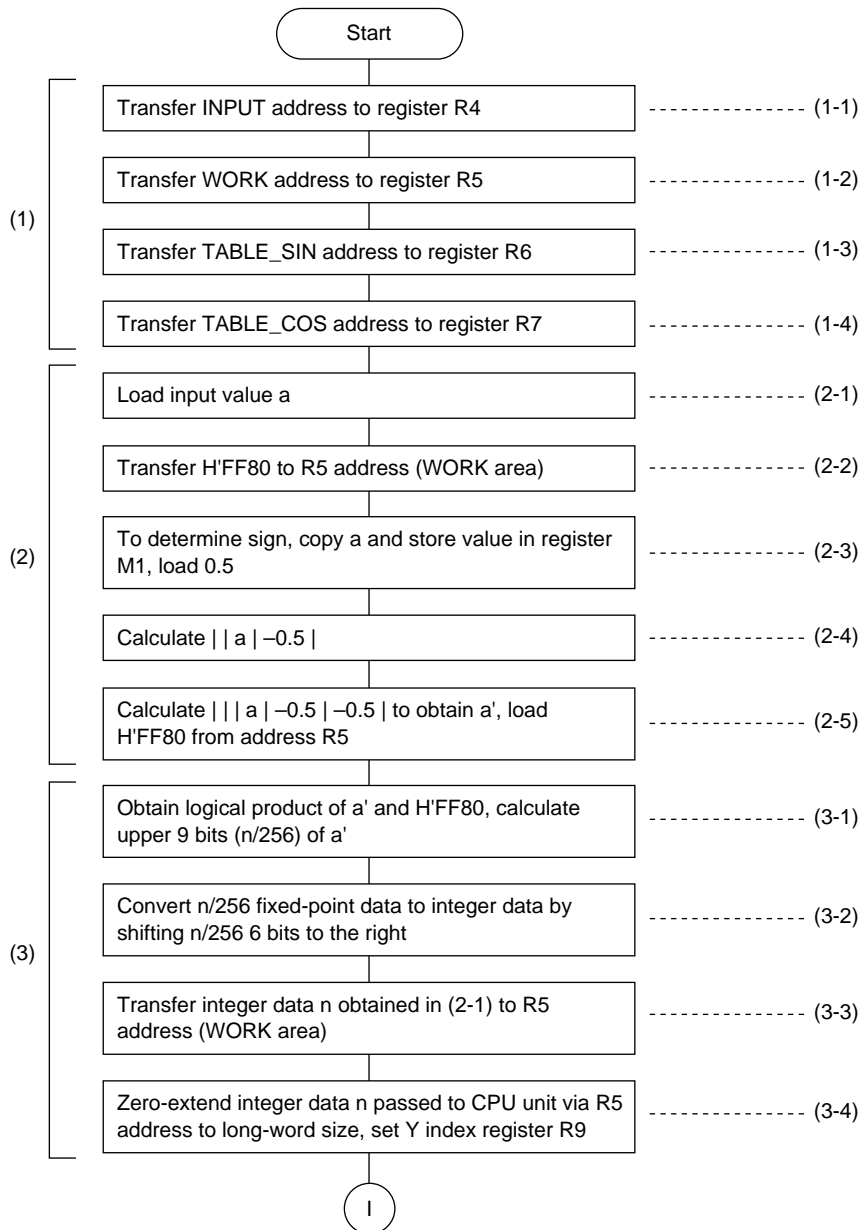 Start
(1)
Transfer INPUT address to register R4
(1-1)
Transfer WORK address to register R5
(1-2)
Transfer TABLE_SIN address to register R6
(1-3)
Transfer TABLE_COS address to register R7
(1-4)
(2)
Load input value a
(2-1)
Transfer H'FF80 to R5 address (WORK area)
(2-2)
To determine sign, copy a and store value in register
M1, load 0.5
(2-3)
Calculate | | a | –0.5 |
(2-4)
Calculate | | | a | –0.5 | –0.5 | to obtain a', load
H'FF80 from address R5
(2-5)
(3)
Obtain logical product of a' and H'FF80, calculate
upper 9 bits (n/256) of a'
(3-1)
Convert n/256 fixed-point data to integer data by
shifting n/256 6 bits to the right
(3-2)
Transfer integer data n obtained in (2-1) to R5
address (WORK area)
(3-3)
Zero-extend integer data n passed to CPU unit via R5
address to long-word size, set Y index register R9
(3-4)
I